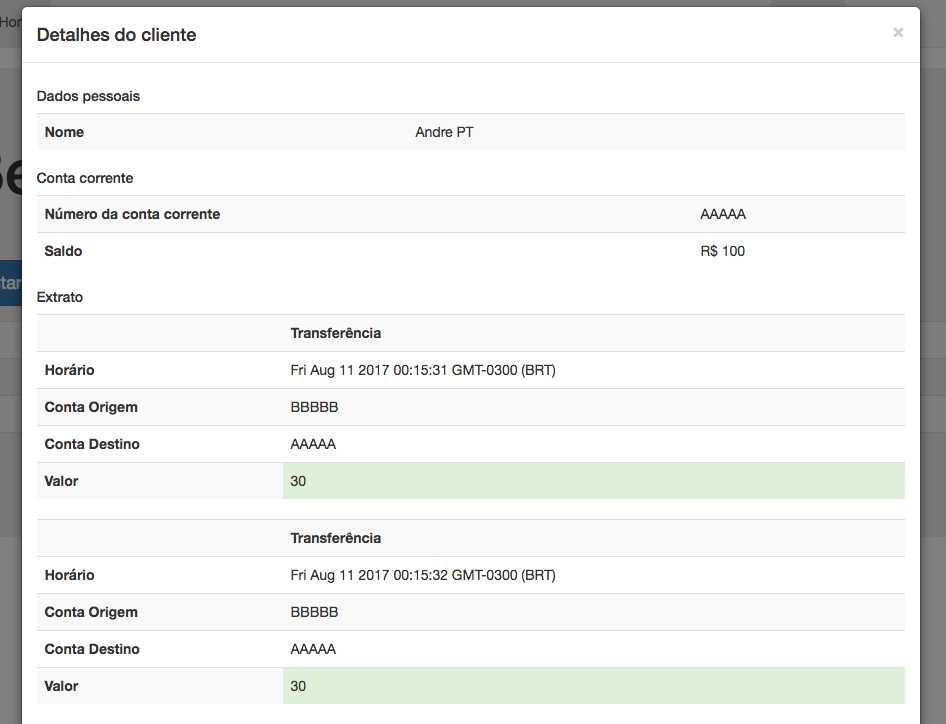 Detalhes do cliente ×
Dados pessoais
Nome Andre PT
Conta corrente
Número da conta corrente AAAAA
Saldo R$ 100
Extrato
Transferência
Horário Fri Aug 11 2017 00:15:31 GMT-0300 (BRT)
Conta Origem BBBBB
Conta Destino AAAAA
Valor 30
Transferência
Horário Fri Aug 11 2017 00:15:32 GMT-0300 (BRT)
Conta Origem BBBBB
Conta Destino AAAAA
Valor 30